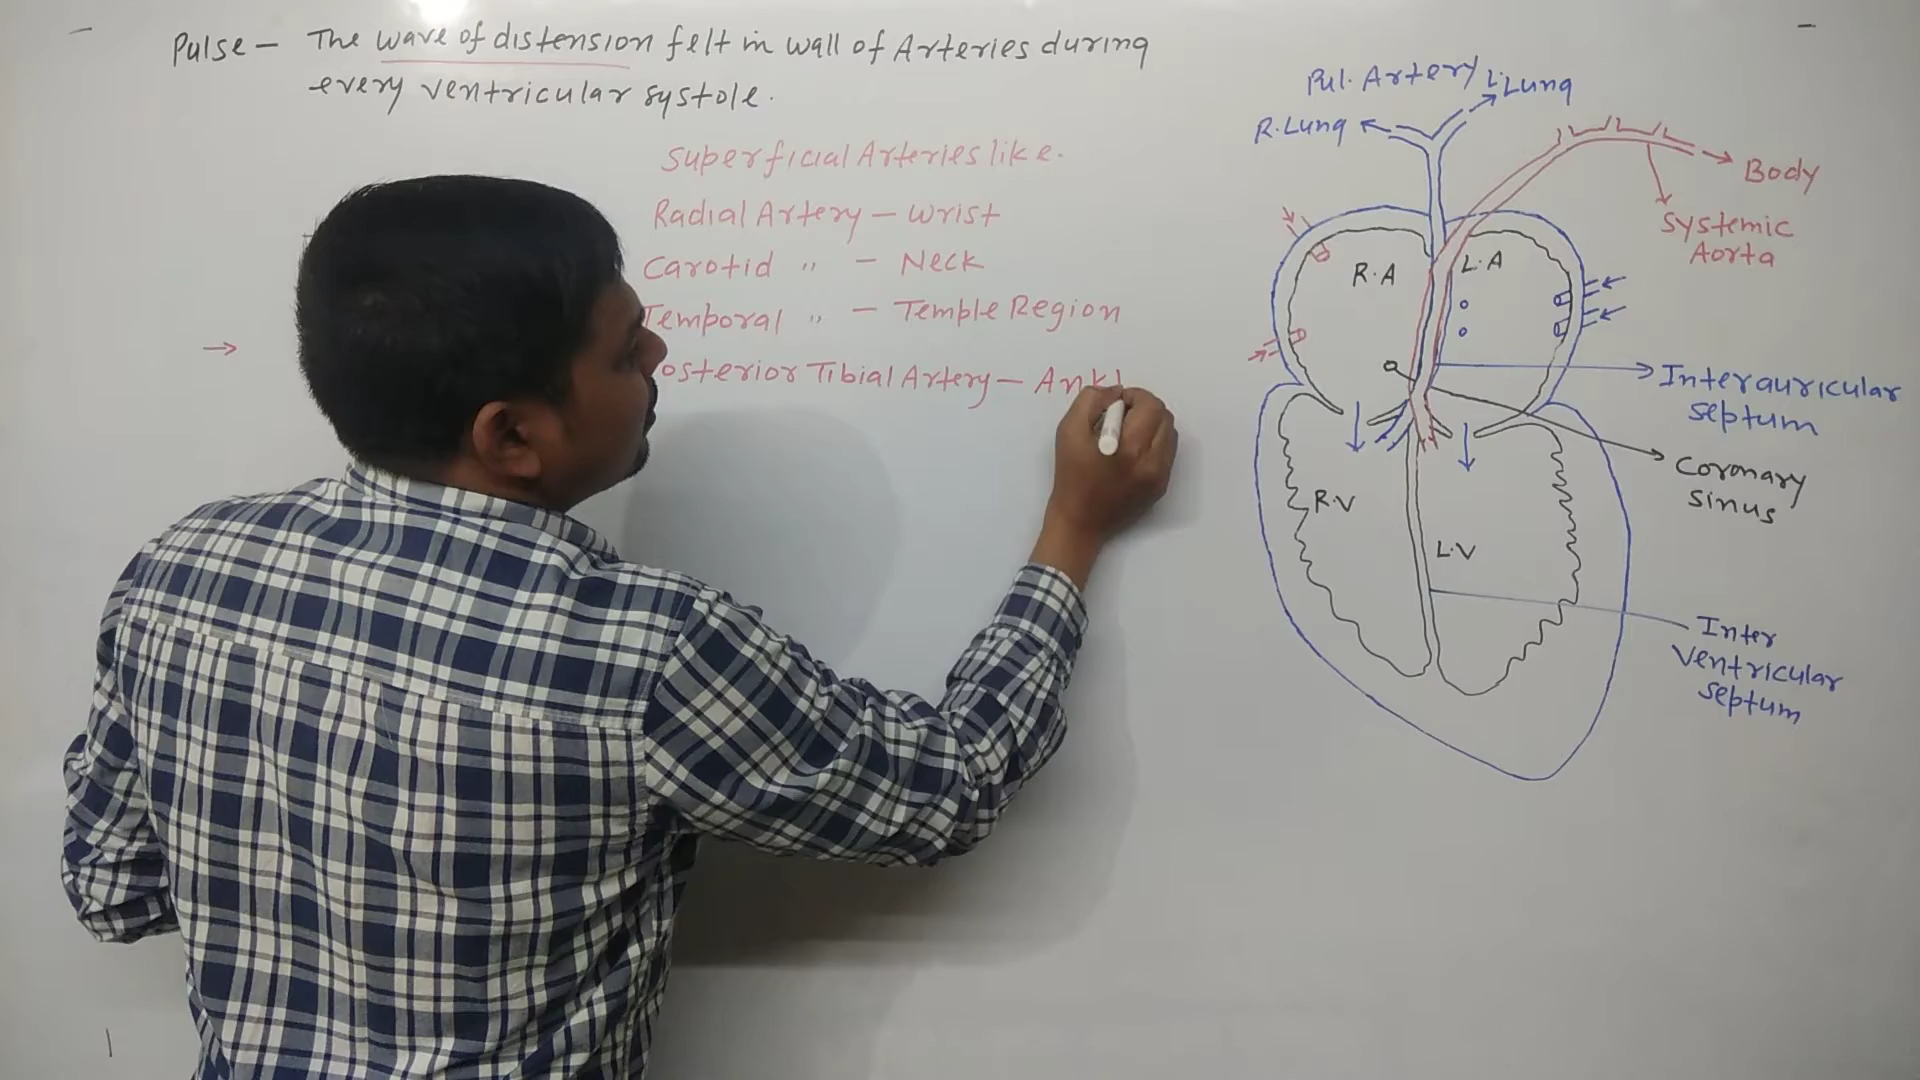 Pulse - The wave of distension felt in wall of Arteries during
every ventricular systole.
Superficial Arteries like.
Radial Artery - Wrist
Carotid " - Neck
Temporal " - Temple Region
osterior Tibial Artery - Ankl
Pul. Artery
L.Lung
R.Lung
Body
Systemic
Aorta
R.A
L.A
Interauricular
Septum
Coronary
Sinus
R.V
L.V
Inter
Ventricular
Septum